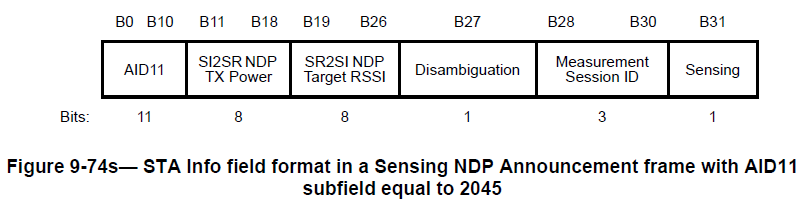 B0 B10 B11 B18 B19 B26 B27 B28 B30 B31
AID11 SI2SR NDP TX Power SR2SI NDP Target RSSI Disambiguation Measurement Session ID Sensing
Bits: 11 8 8 1 3 1
Figure 9-74s— STA Info field format in a Sensing NDP Announcement frame with AID11
subfield equal to 2045